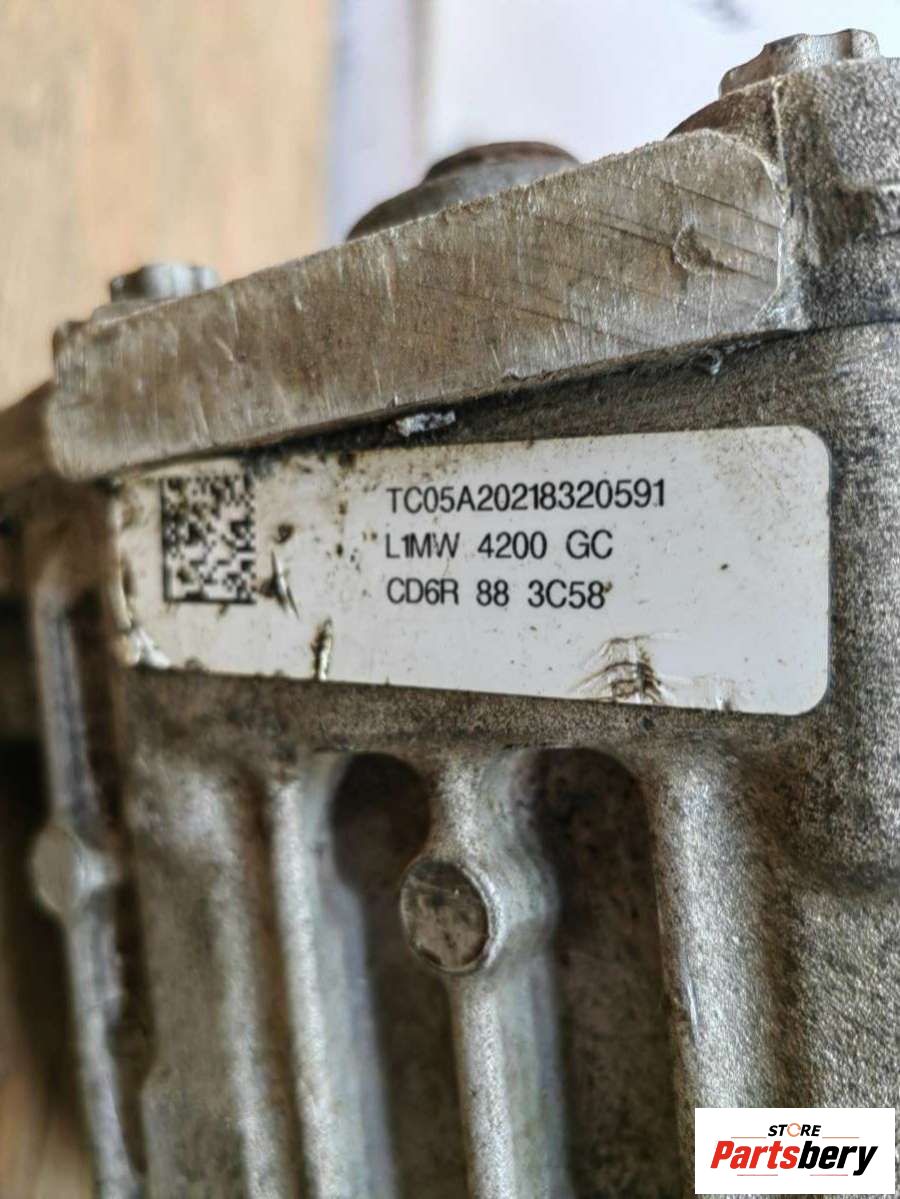 TC05A20218320591
L1MW 4200 GC
CD6R 88 3C58
STORE
Partsbery